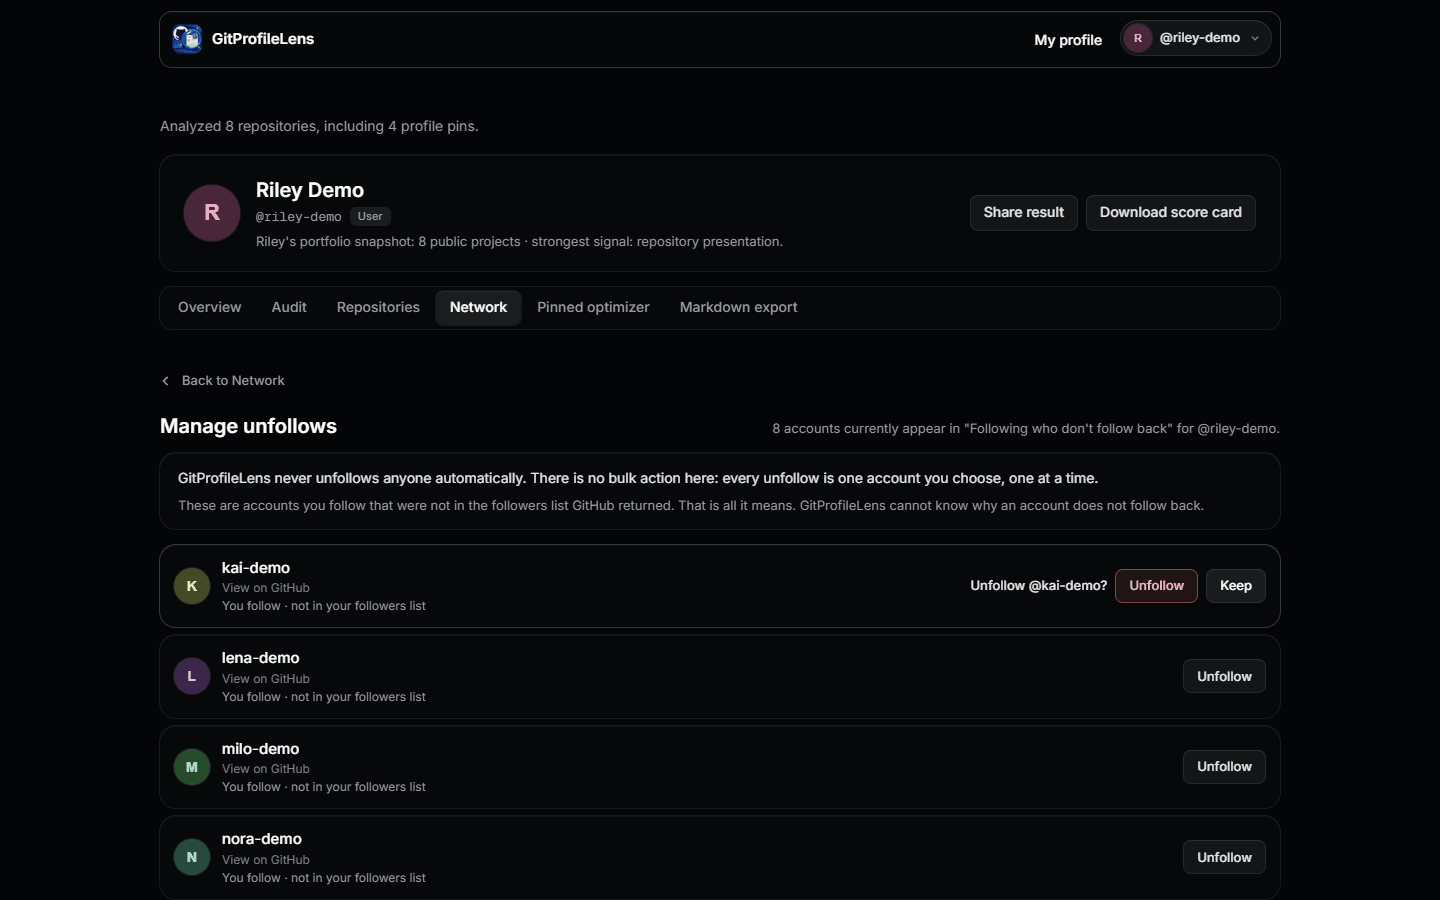 GitProfileLens
My profile
R
@riley-demo
Analyzed 8 repositories, including 4 profile pins.
R
Riley Demo
@riley-demo User
Riley's portfolio snapshot: 8 public projects · strongest signal: repository presentation.
Share result
Download score card
Overview Audit Repositories Network Pinned optimizer Markdown export
Back to Network
Manage unfollows
8 accounts currently appear in "Following who don't follow back" for @riley-demo.
GitProfileLens never unfollows anyone automatically. There is no bulk action here: every unfollow is one account you choose, one at a time.
These are accounts you follow that were not in the followers list GitHub returned. That is all it means. GitProfileLens cannot know why an account does not follow back.
K
kai-demo
View on GitHub
You follow · not in your followers list
Unfollow @kai-demo? Unfollow Keep
L
lena-demo
View on GitHub
You follow · not in your followers list
Unfollow
M
milo-demo
View on GitHub
You follow · not in your followers list
Unfollow
N
nora-demo
View on GitHub
You follow · not in your followers list
Unfollow